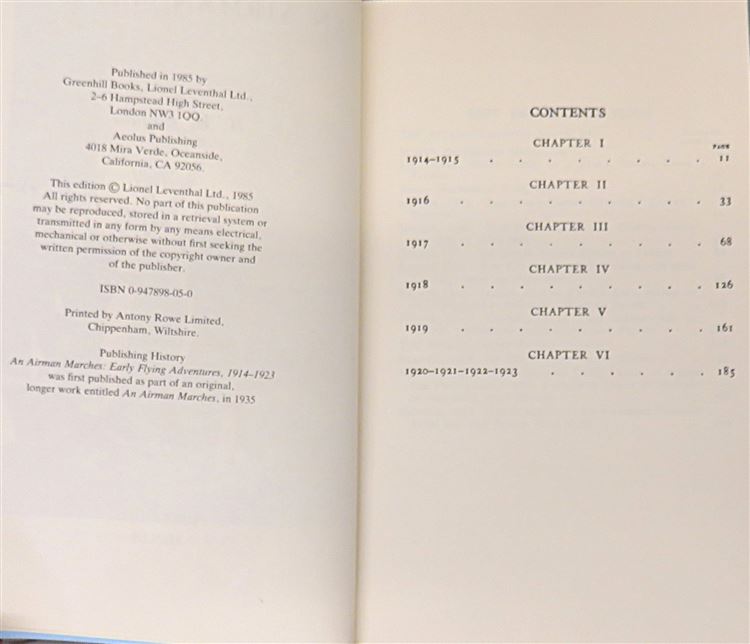 Published in 1985 by
Greenhill Books, Lionel Leventhal Ltd.,
2-6 Hampstead High Street,
London NW3 1QQ
and
Aeolus Publishing
4018 Mira Verde, Oceanside,
California, CA 92056.
This edition © Lionel Leventhal Ltd., 1985
All rights reserved. No part of this publication
may be reproduced, stored in a retrieval system or
transmitted in any form by any means electrical,
mechanical or otherwise without first seeking the
written permission of the copyright owner and
of the publisher.
ISBN 0-947898-05-0
Printed by Antony Rowe Limited,
Chippenham, Wiltshire.
Publishing History
An Airman Marches: Early Flying Adventures, 1914–1923
was first published as part of an original,
longer work entitled An Airman Marches, in 1935
CONTENTS
CHAPTER I
PAGE
1914–1915 . . . . . . . 11
CHAPTER II
1916 . . . . . . . . . 33
CHAPTER III
1917 . . . . . . . . . 68
CHAPTER IV
1918 . . . . . . . . . 126
CHAPTER V
1919 . . . . . . . . . 161
CHAPTER VI
1920–1921–1922–1923 . . . . . . 185